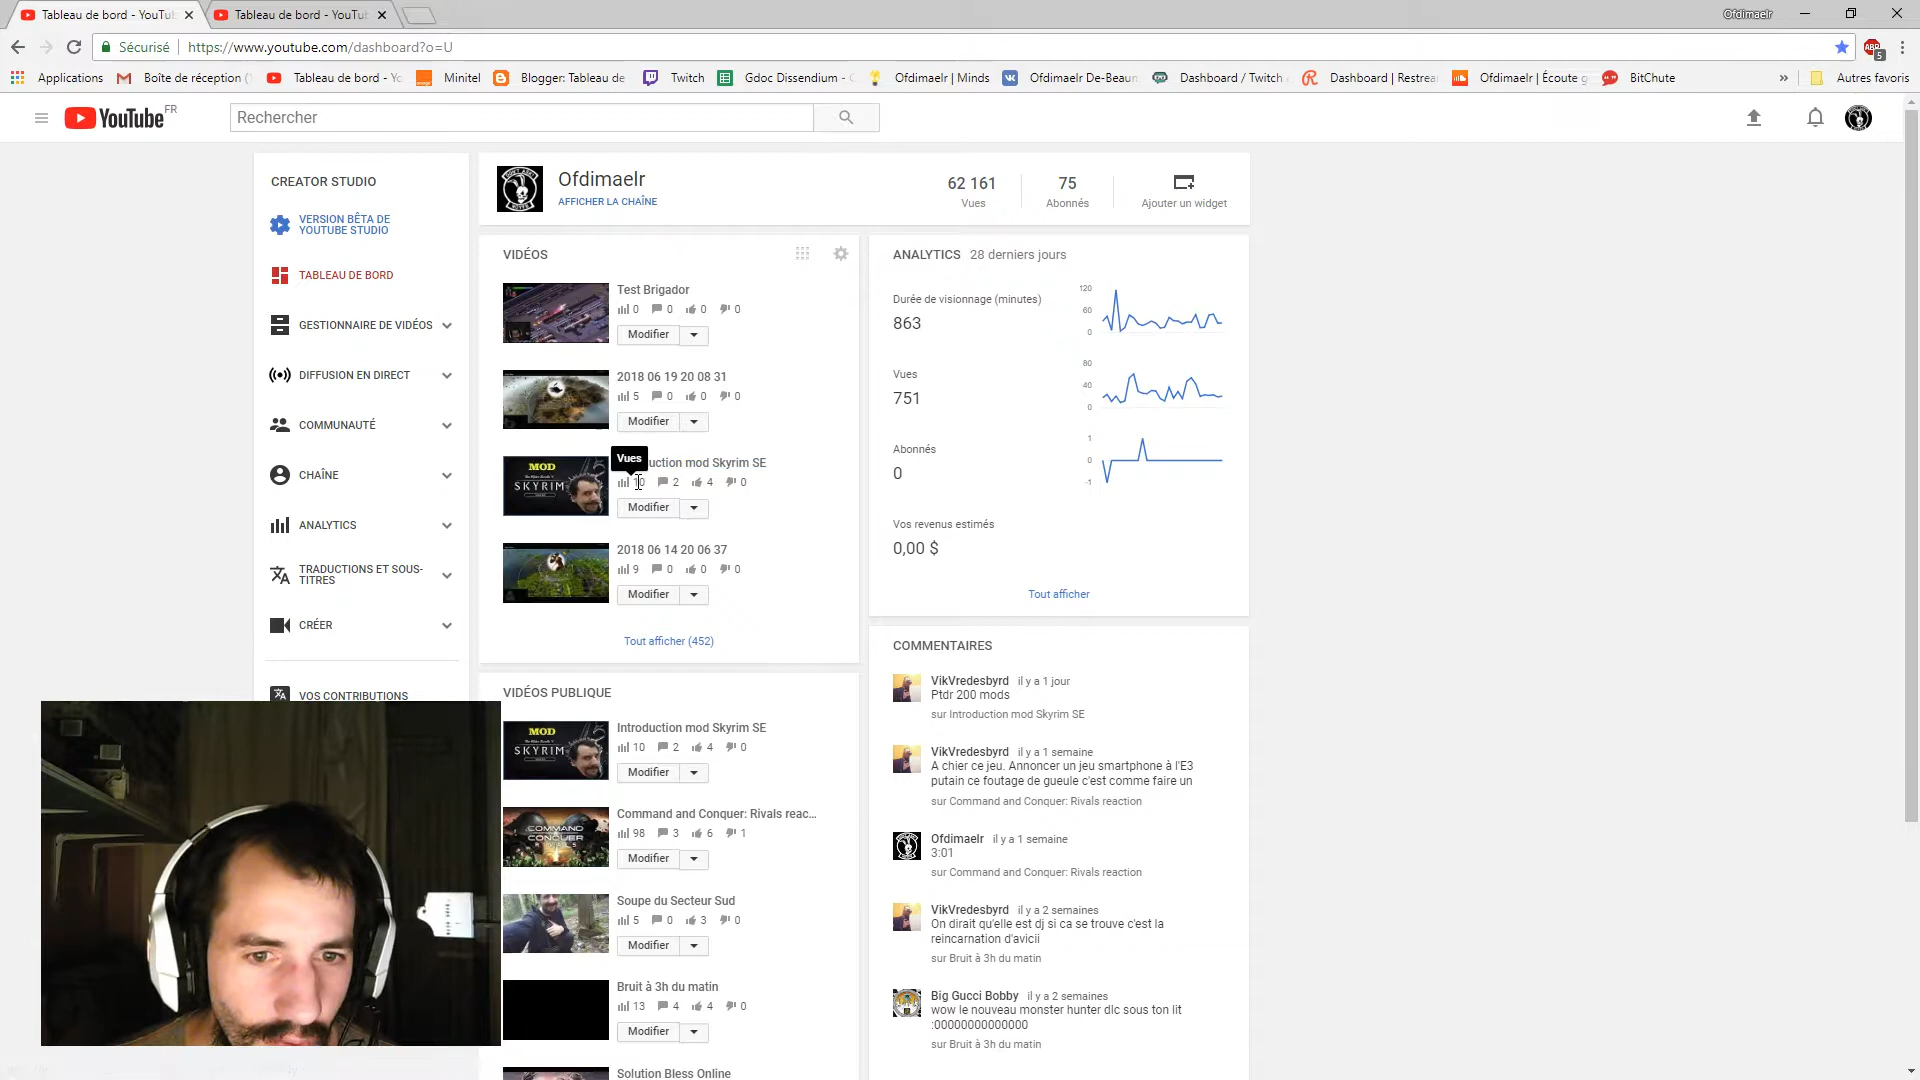 Tableau de bord - YouTu
Tableau de bord - YouTu
Ofdimaelr
Sécurisé
https://www.youtube.com/dashboard?o=U
ABP
5
Applications
Boîte de réception (
Tableau de bord - Yo
Minitel
Blogger: Tableau de
Twitch
Gdoc Dissendium - G
Ofdimaelr | Minds
Ofdimaelr De-Beaum
Dashboard / Twitch
Dashboard | Restrea
Ofdimaelr | Écoute g
BitChute
»
Autres favoris
YouTube FR
Rechercher
CREATOR STUDIO
VERSION BÊTA DE
YOUTUBE STUDIO
TABLEAU DE BORD
GESTIONNAIRE DE VIDÉOS
DIFFUSION EN DIRECT
COMMUNAUTÉ
CHAÎNE
ANALYTICS
TRADUCTIONS ET SOUS-
TITRES
CRÉER
VOS CONTRIBUTIONS
Ofdimaelr
AFFICHER LA CHAÎNE
62 161
Vues
75
Abonnés
Ajouter un widget
VIDÉOS
Test Brigador
0 0 0 0
Modifier
2018 06 19 20 08 31
5 0 0 0
Modifier
Vues
uction mod Skyrim SE
10 2 4 0
MOD
SKYRIM
Modifier
2018 06 14 20 06 37
9 0 0 0
Modifier
Tout afficher (452)
VIDÉOS PUBLIQUE
Introduction mod Skyrim SE
10 2 4 0
MOD
SKYRIM
Modifier
Command and Conquer: Rivals reac...
98 3 6 1
COMMAND
CONQUER
RIVALS
Modifier
Soupe du Secteur Sud
5 0 3 0
Modifier
Bruit à 3h du matin
13 4 4 0
Modifier
Solution Bless Online
ANALYTICS 28 derniers jours
Durée de visionnage (minutes)
863
120
60
0
Vues
751
80
40
0
Abonnés
0
1
0
-1
Vos revenus estimés
0,00 $
Tout afficher
COMMENTAIRES
VikVredesbyrd il y a 1 jour
Ptdr 200 mods
sur Introduction mod Skyrim SE
VikVredesbyrd il y a 1 semaine
A chier ce jeu. Annoncer un jeu smartphone à l'E3
putain ce foutage de gueule c'est comme faire un
sur Command and Conquer: Rivals reaction
Ofdimaelr il y a 1 semaine
3:01
sur Command and Conquer: Rivals reaction
VikVredesbyrd il y a 2 semaines
On dirait qu'elle est dj si ca se trouve c'est la
reincarnation d'avicii
sur Bruit à 3h du matin
Big Gucci Bobby il y a 2 semaines
wow le nouveau monster hunter dlc sous ton lit
:00000000000000
sur Bruit à 3h du matin